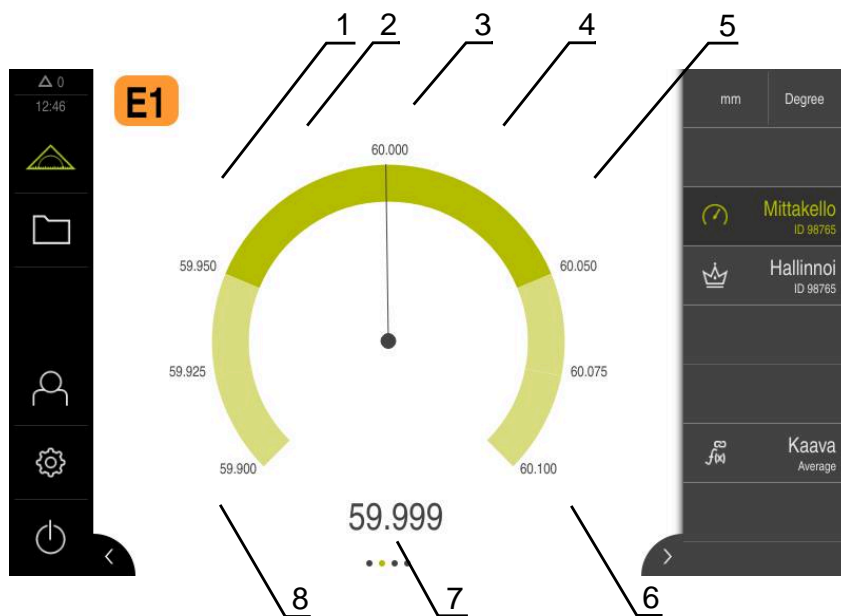 1 2 3 4 5
0
12:46
E1
mm Degree
60.000
Mittakello
ID 98765
59.950 60.050
Hallinnoi
ID 98765
59.925 60.075
59.900 60.100
f(x) Kaava
Average
59.999
8 7 6